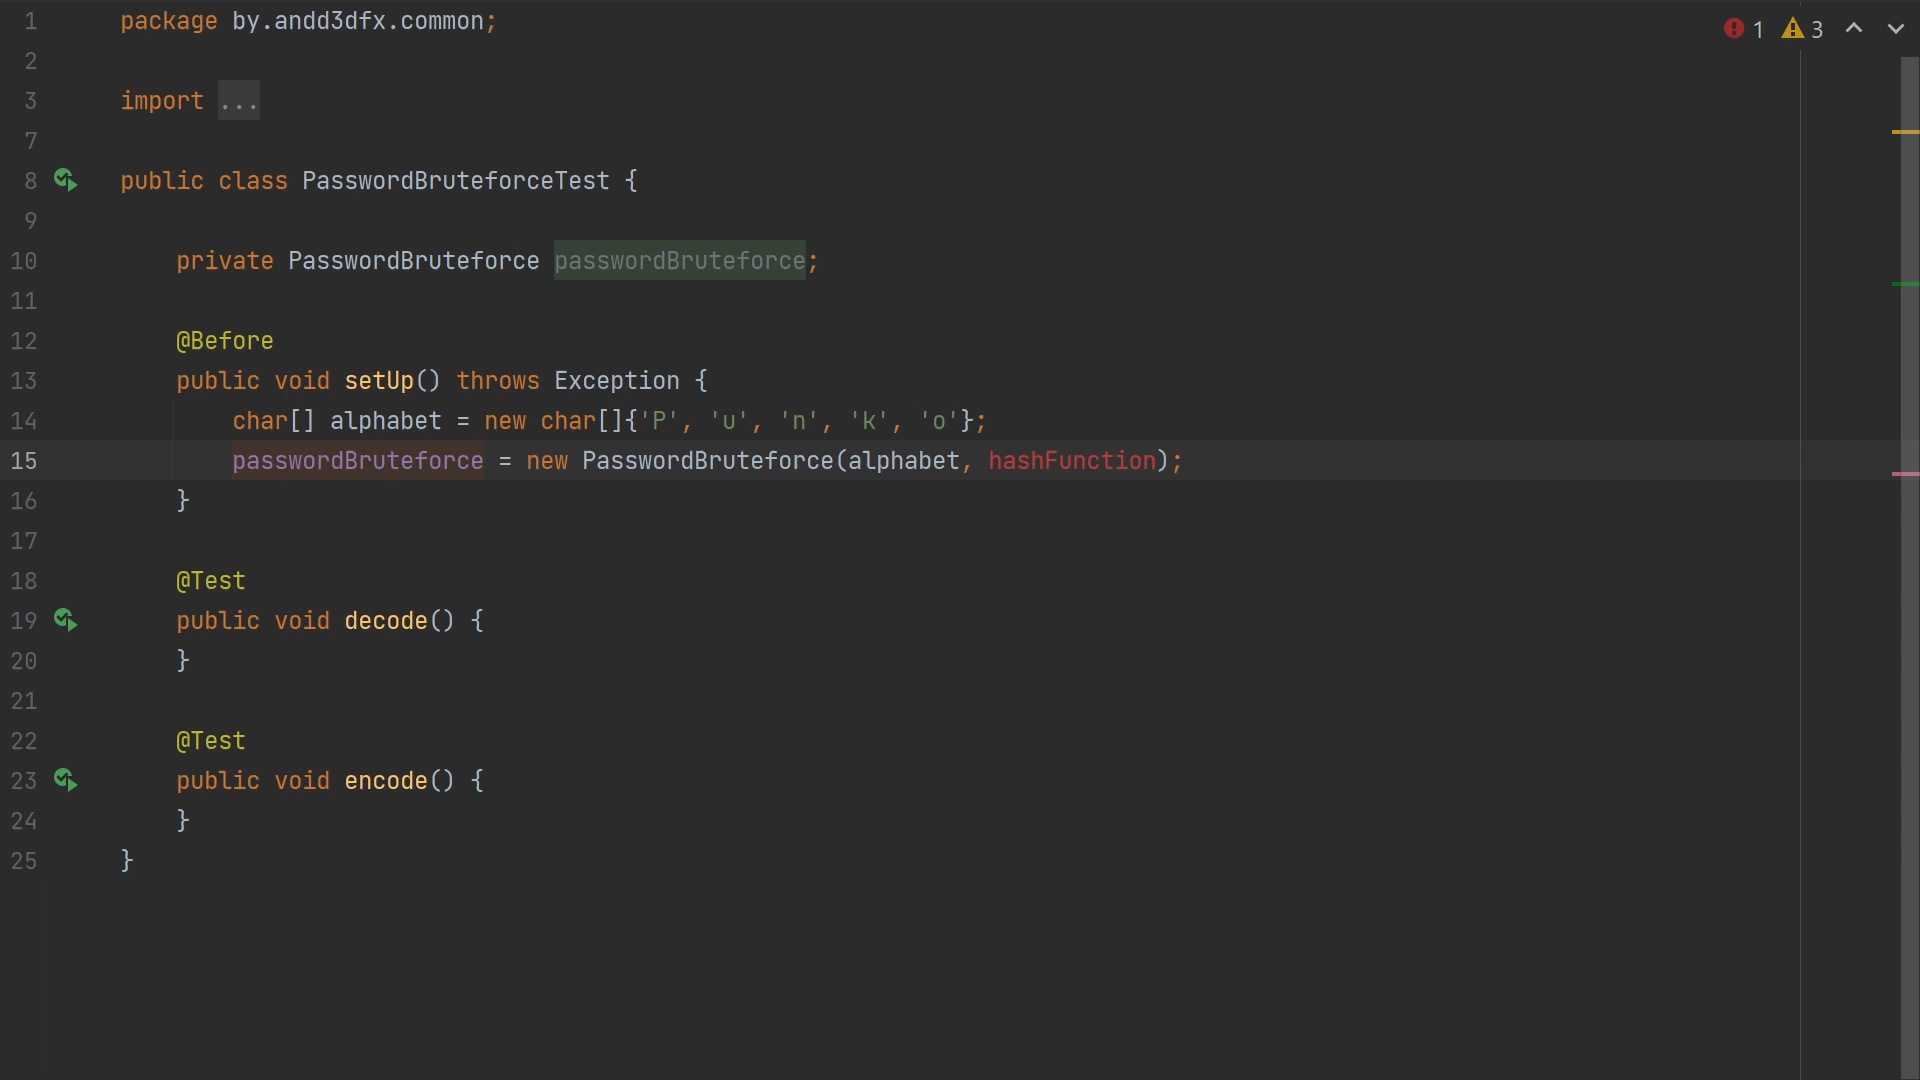 1 package by.andd3dfx.common; 1 3
2
3 import ...
7
8 public class PasswordBruteforceTest {
9
10 private PasswordBruteforce passwordBruteforce;
11
12 @Before
13 public void setUp() throws Exception {
14 char[] alphabet = new char[]{'P', 'u', 'n', 'k', 'o'};
15 passwordBruteforce = new PasswordBruteforce(alphabet, hashFunction);
16 }
17
18 @Test
19 public void decode() {
20 }
21
22 @Test
23 public void encode() {
24 }
25 }